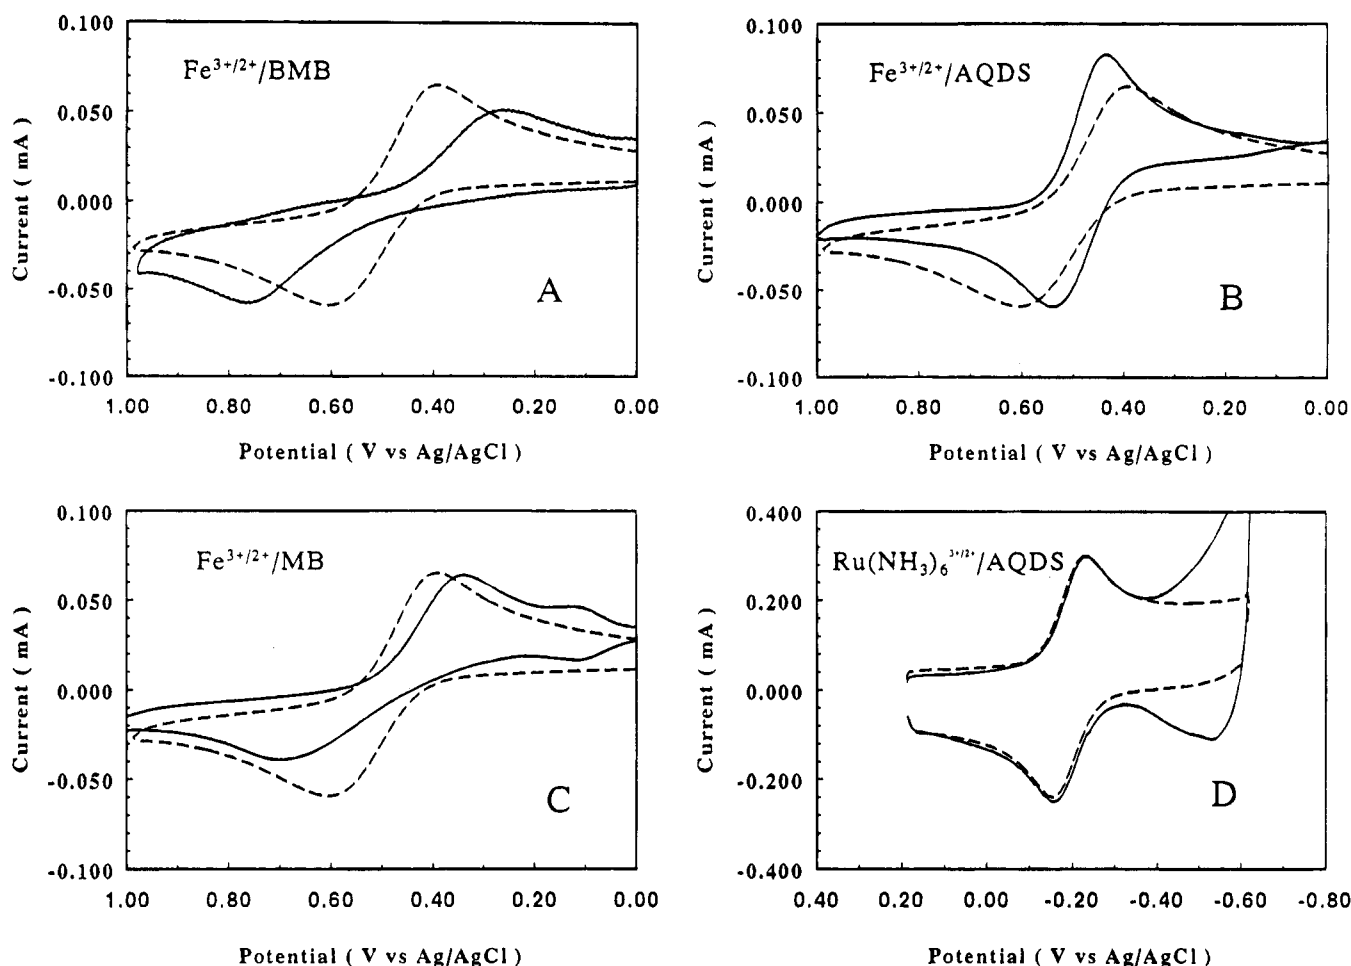 0.100
0.050
0.000
-0.050
-0.100
Current ( mA )
Fe³⁺/²⁺/BMB
A
1.00 0.80 0.60 0.40 0.20 0.00
Potential ( V vs Ag/AgCl )
0.100
0.050
0.000
-0.050
-0.100
Current ( mA )
Fe³⁺/²⁺/AQDS
B
1.00 0.80 0.60 0.40 0.20 0.00
Potential ( V vs Ag/AgCl )
0.100
0.050
0.000
-0.050
-0.100
Current ( mA )
Fe³⁺/²⁺/MB
C
1.00 0.80 0.60 0.40 0.20 0.00
Potential ( V vs Ag/AgCl )
0.400
0.200
0.000
-0.200
-0.400
Current ( mA )
Ru(NH₃)₆³⁺/²⁺/AQDS
D
0.40 0.20 0.00 -0.20 -0.40 -0.60 -0.80
Potential ( V vs Ag/AgCl )